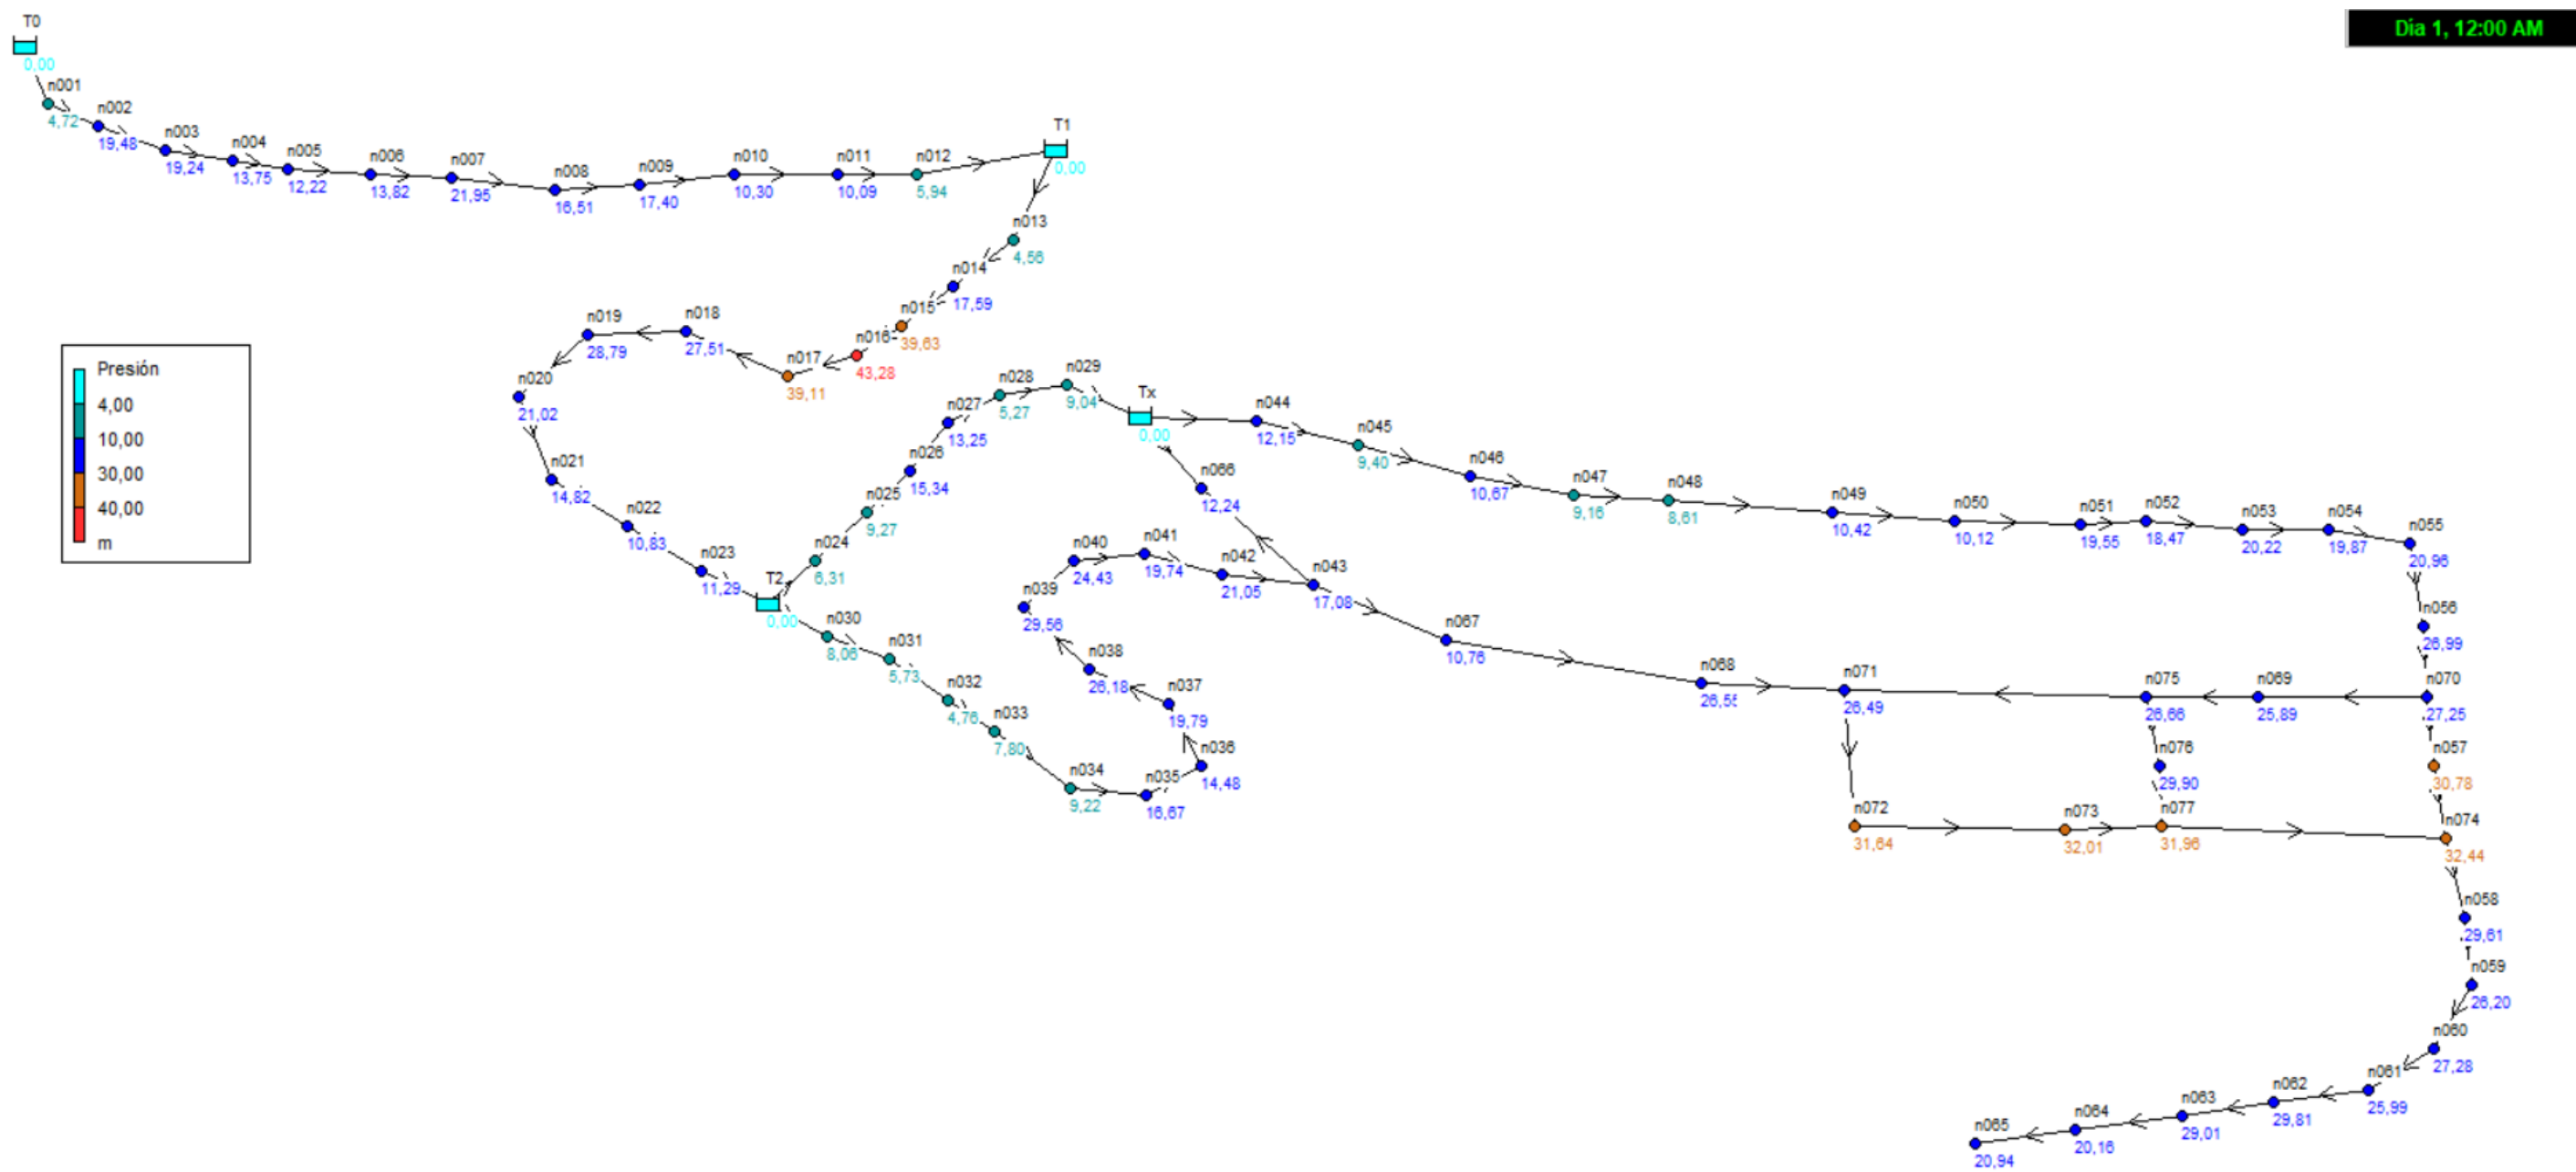 Día 1, 12:00 AM
T0
0,00
n001
4,72
n002
19,48
n003
19,24
n004
13,75
n005
12,22
n006
13,82
n007
21,95
n008
16,51
n009
17,40
n010
10,30
n011
10,09
n012
5,94
T1
0,00
n013
4,56
n014
17,59
n015
39,63
n016
43,28
n017
39,11
n018
27,51
n019
28,79
n020
21,02
n021
14,82
n022
10,83
n023
11,29
T2
0,00
n024
6,31
n025
9,27
n026
15,34
n027
13,25
n028
5,27
n029
9,04
Tx
0,00
n030
8,06
n031
5,73
n032
4,76
n033
7,80
n034
9,22
n035
16,67
n036
14,48
n037
19,79
n038
26,18
n039
29,56
n040
24,43
n041
19,74
n042
21,05
n043
17,08
n066
12,24
n044
12,15
n045
9,40
n046
10,67
n047
9,16
n048
8,61
n049
10,42
n050
10,12
n051
19,55
n052
18,47
n053
20,22
n054
19,87
n055
20,96
n056
26,99
n067
10,76
n068
26,55
n071
26,49
n075
26,66
n069
25,89
n070
27,25
n076
29,90
n057
30,78
n072
31,64
n073
32,01
n077
31,96
n074
32,44
n058
29,61
n059
26,20
n060
27,28
n061
25,99
n062
29,81
n063
29,01
n064
20,16
n065
20,94
Presión
4,00
10,00
30,00
40,00
m